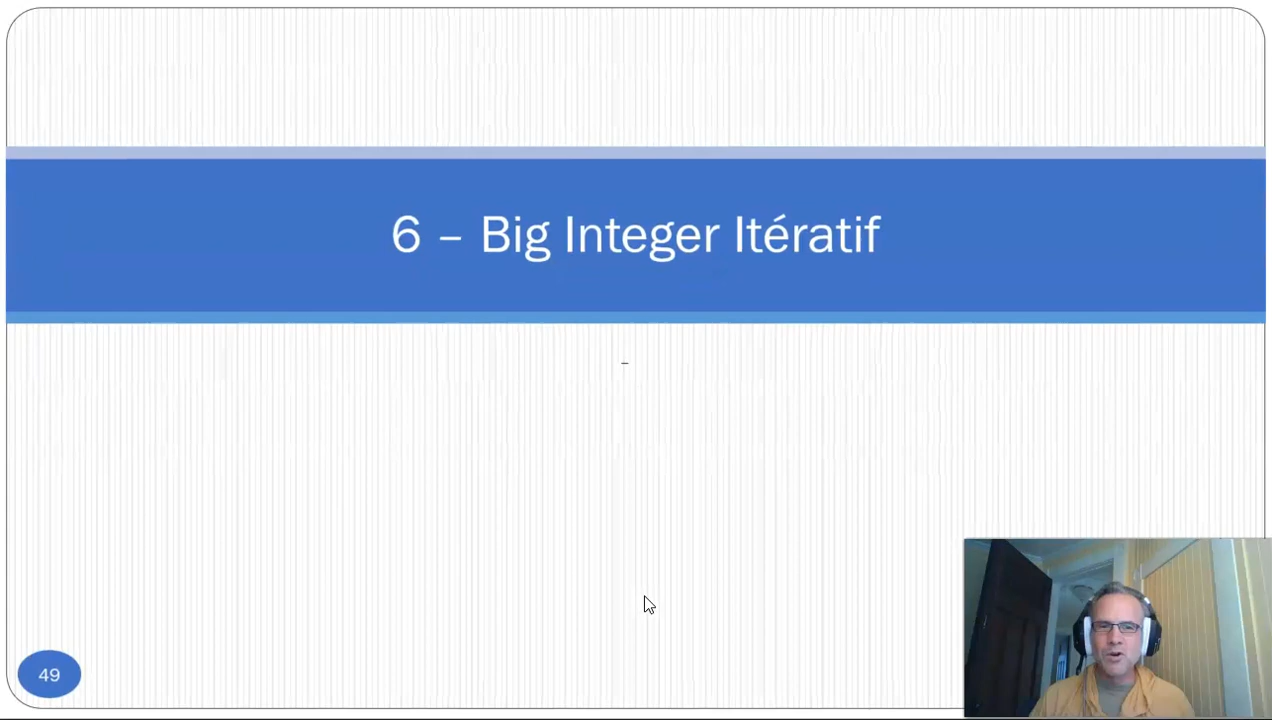 6 – Big Integer Itératif
–
49